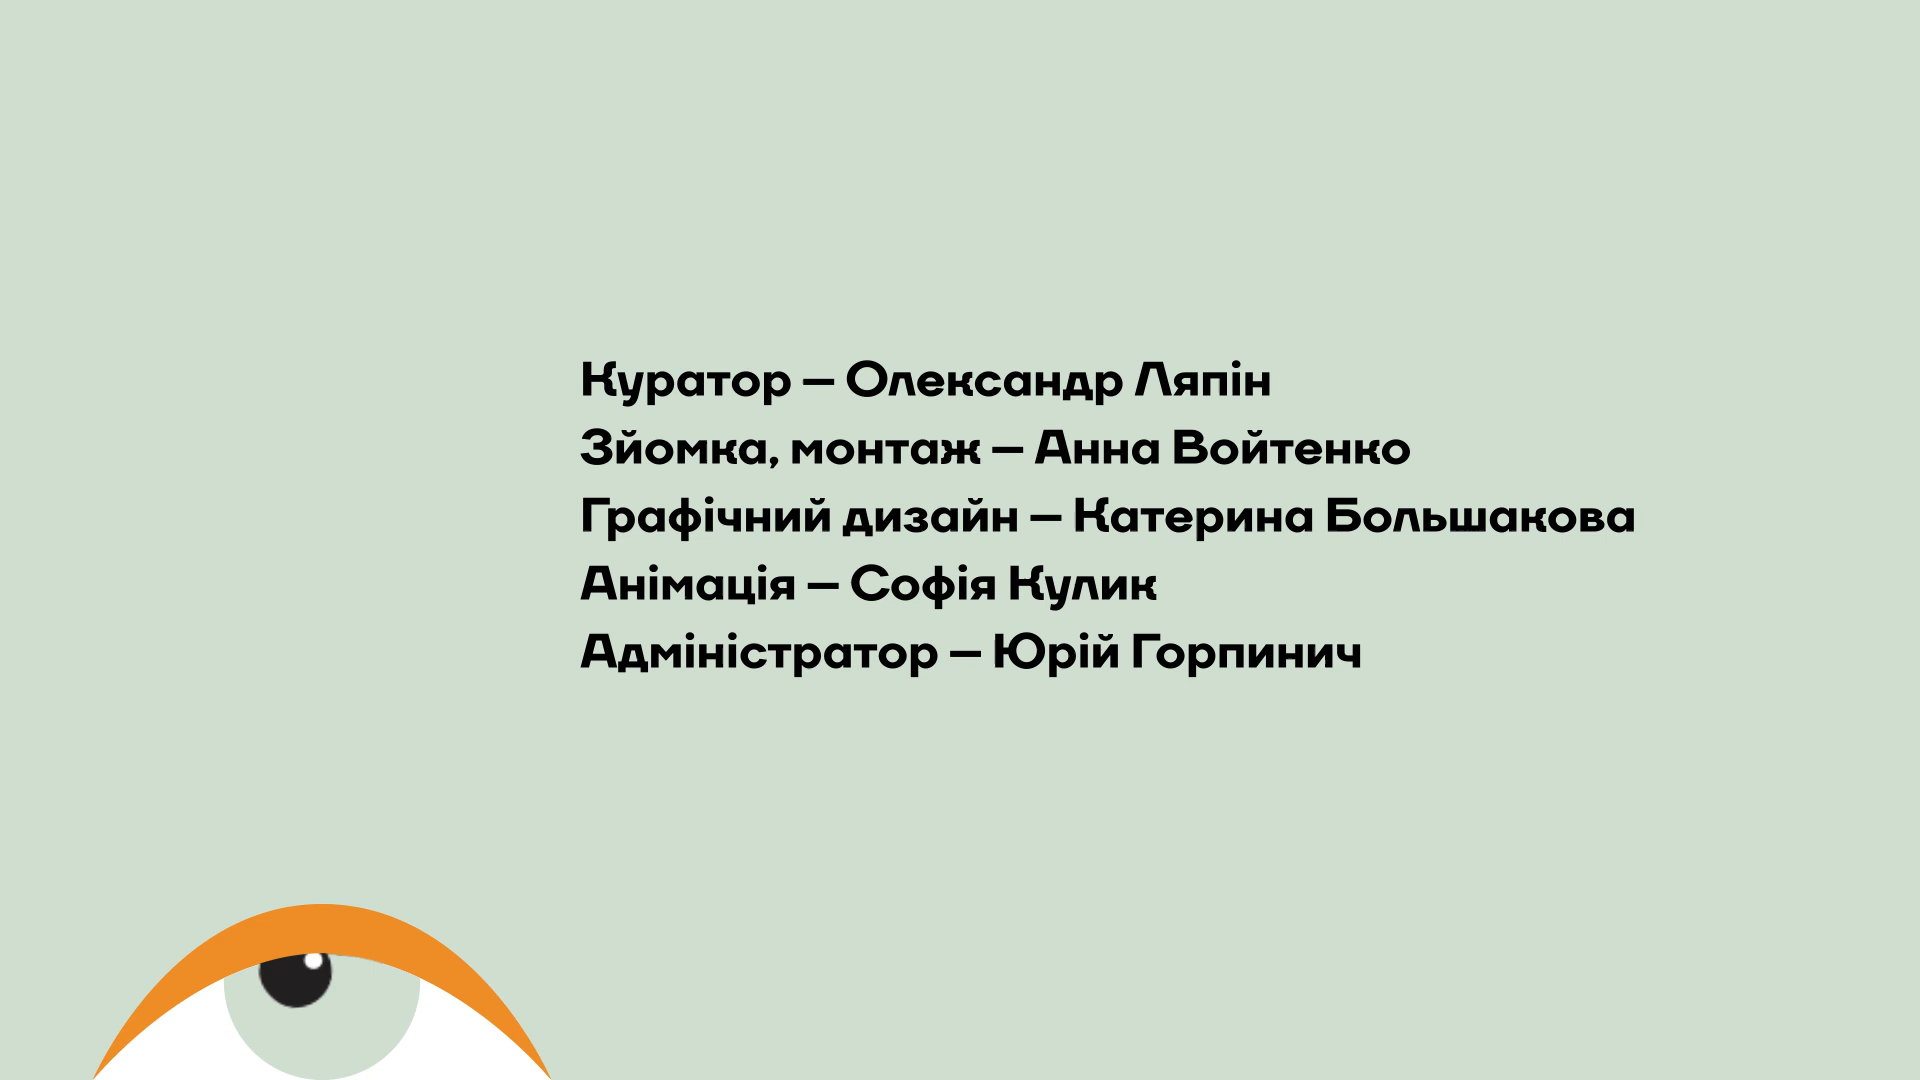 Куратор — Олександр Ляпін
Зйомка, монтаж — Анна Войтенко
Графічний дизайн — Катерина Большакова
Анімація — Софія Кулик
Адміністратор — Юрій Горпинич